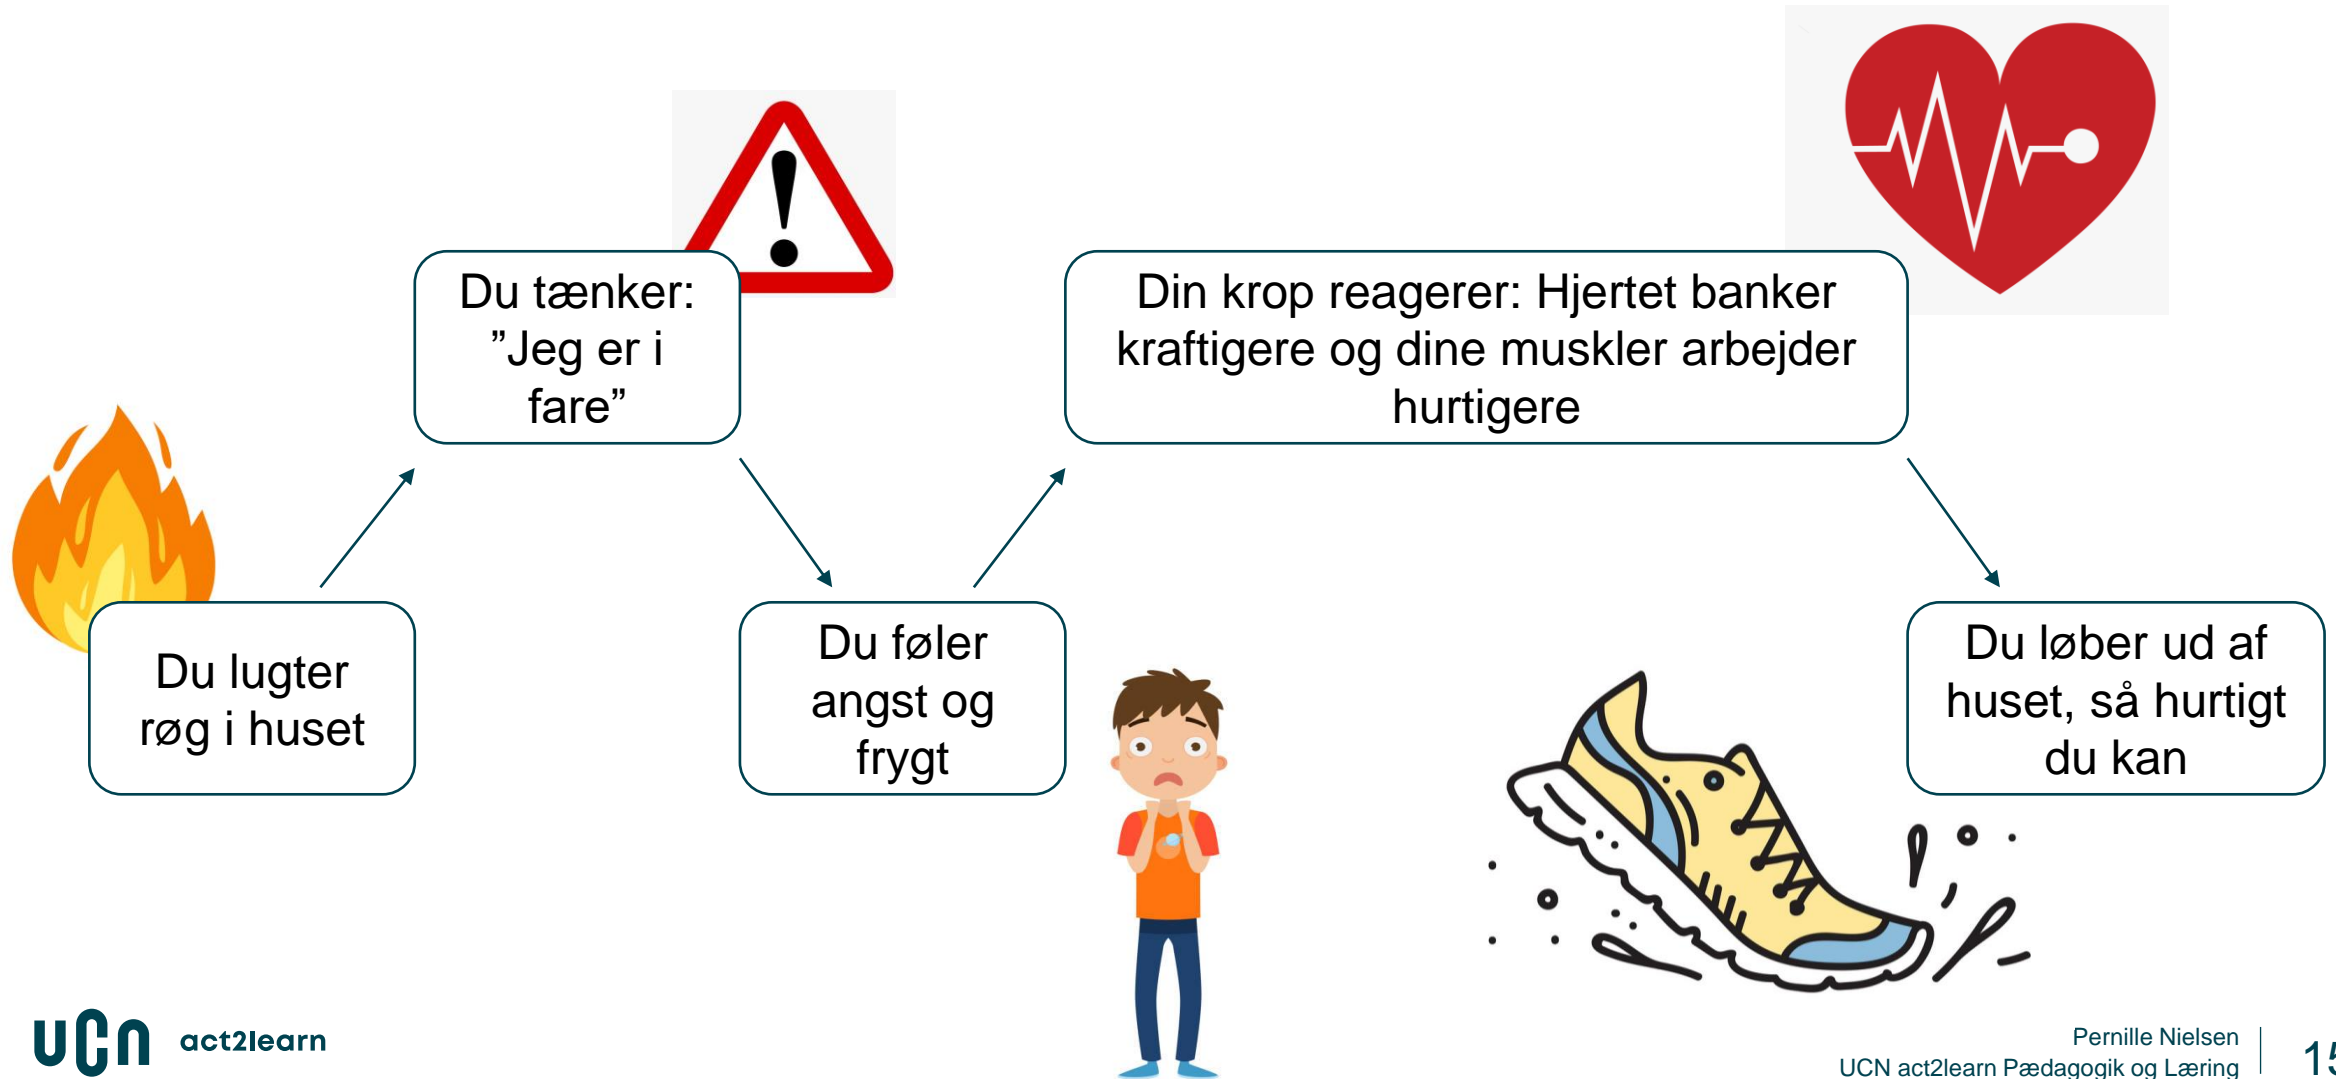 Du lugter
røg i huset
Du tænker:
”Jeg er i
fare”
Du føler
angst og
frygt
Din krop reagerer: Hjertet banker
kraftigere og dine muskler arbejder
hurtigere
Du løber ud af
huset, så hurtigt
du kan
ucn act2learn
Pernille Nielsen
UCN act2learn Pædagogik og Læring
15